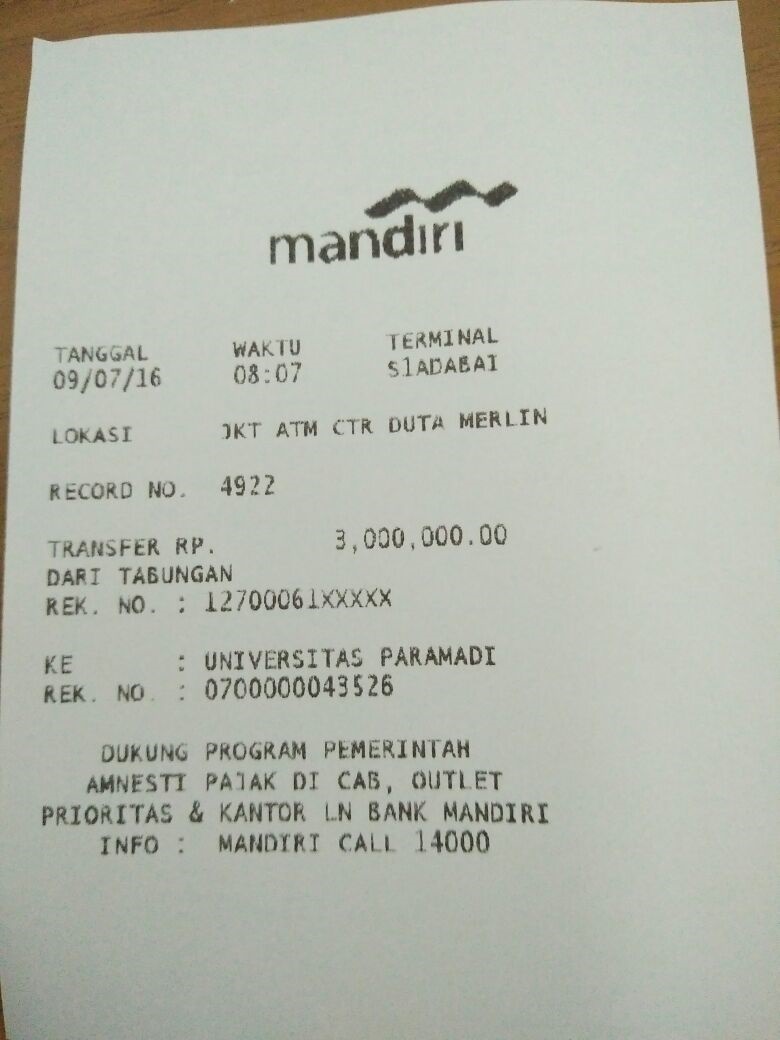 mandiri
TANGGAL WAKTU TERMINAL
09/07/16 08:07 S1ADABAI
LOKASI JKT ATM CTR DUTA MERLIN
RECORD NO. 4922
TRANSFER RP. 3,000,000.00
DARI TABUNGAN
REK. NO. : 12700061XXXXX
KE : UNIVERSITAS PARAMADI
REK. NO. : 0700000043526
DUKUNG PROGRAM PEMERINTAH
AMNESTI PAJAK DI CAB, OUTLET
PRIORITAS & KANTOR LN BANK MANDIRI
INFO : MANDIRI CALL 14000